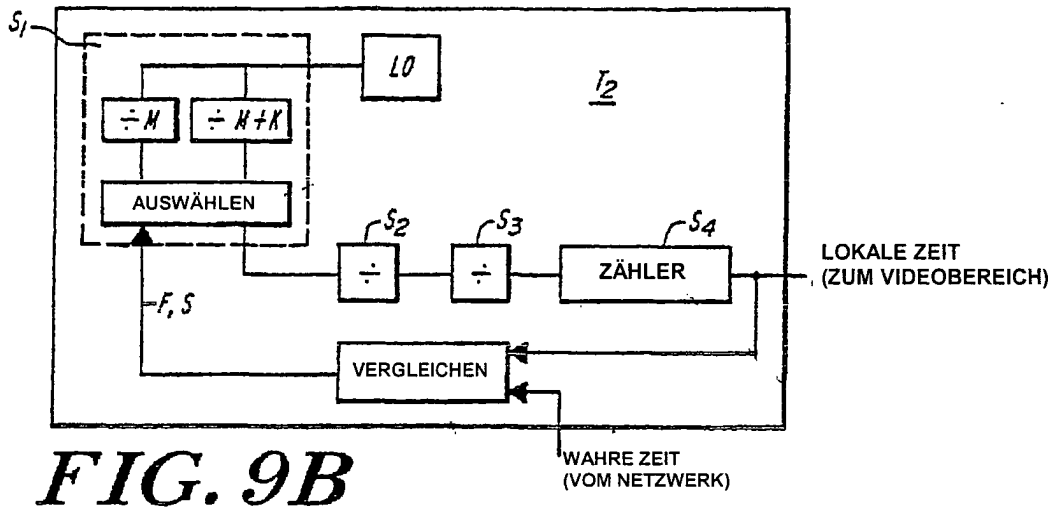 S1
LO
T2
÷ M
÷ M+K
AUSWÄHLEN
S2
S3
S4
÷
÷
ZÄHLER
LOKALE ZEIT
(ZUM VIDEOBEREICH)
F, S
VERGLEICHEN
WAHRE ZEIT
(VOM NETZWERK)
FIG. 9B